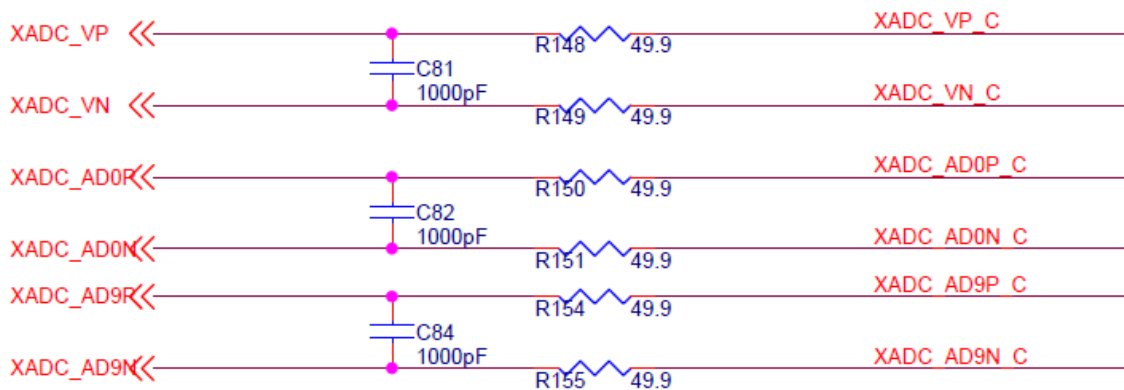 XADC_VP
R148
49.9
XADC_VP_C
C81
1000pF
XADC_VN
R149
49.9
XADC_VN_C
XADC_AD0P
R150
49.9
XADC_AD0P_C
C82
1000pF
XADC_AD0N
R151
49.9
XADC_AD0N_C
XADC_AD9P
R154
49.9
XADC_AD9P_C
C84
1000pF
XADC_AD9N
R155
49.9
XADC_AD9N_C